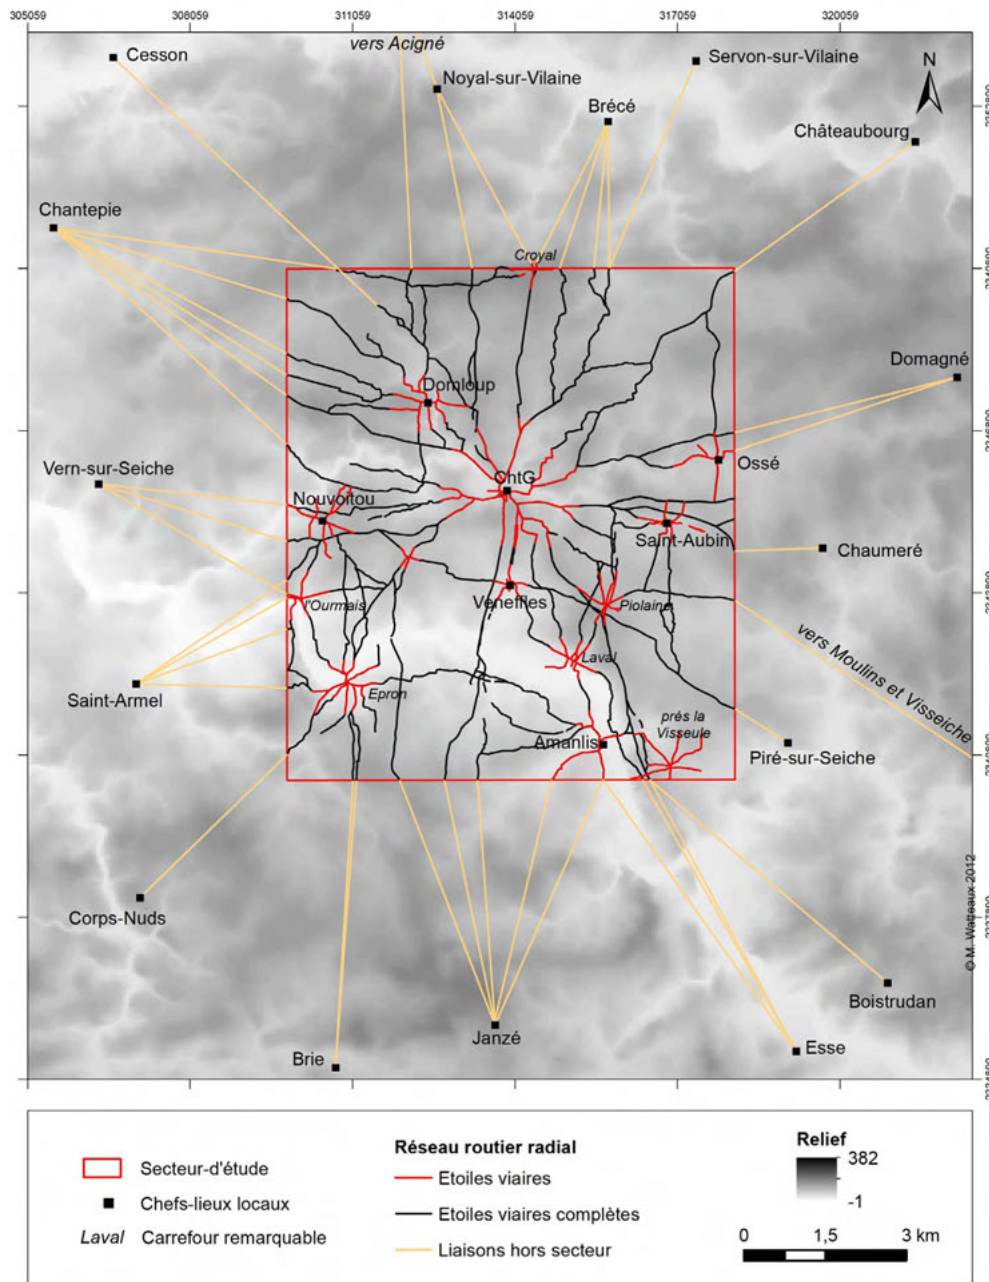 305059 308059 311059 314059 317059 320059
vers Acigné
Cesson
Noyal-sur-Vilaine
Servon-sur-Vilaine
N
Brécé
Châteaubourg
Chantepie
Croyal
Domloup
Domagné
Vern-sur-Seiche
Ossé
ChtG
Nouvoitou
Saint-Aubin
Chaumeré
l'Ourmais
Veneffles
Piolaine
vers Moulins et Visseiche
Saint-Armel
Laval
Epron
prés la
Visseule
Amanlis
Piré-sur-Seiche
Corps-Nuds
Boistrudan
Janzé
Brie
Esse
© M. Watteaux 2012
Secteur-d'étude
Chefs-lieux locaux
Laval Carrefour remarquable
Réseau routier radial
Etoiles viaires
Etoiles viaires complètes
Liaisons hors secteur
Relief
382
-1
0 1,5 3 km